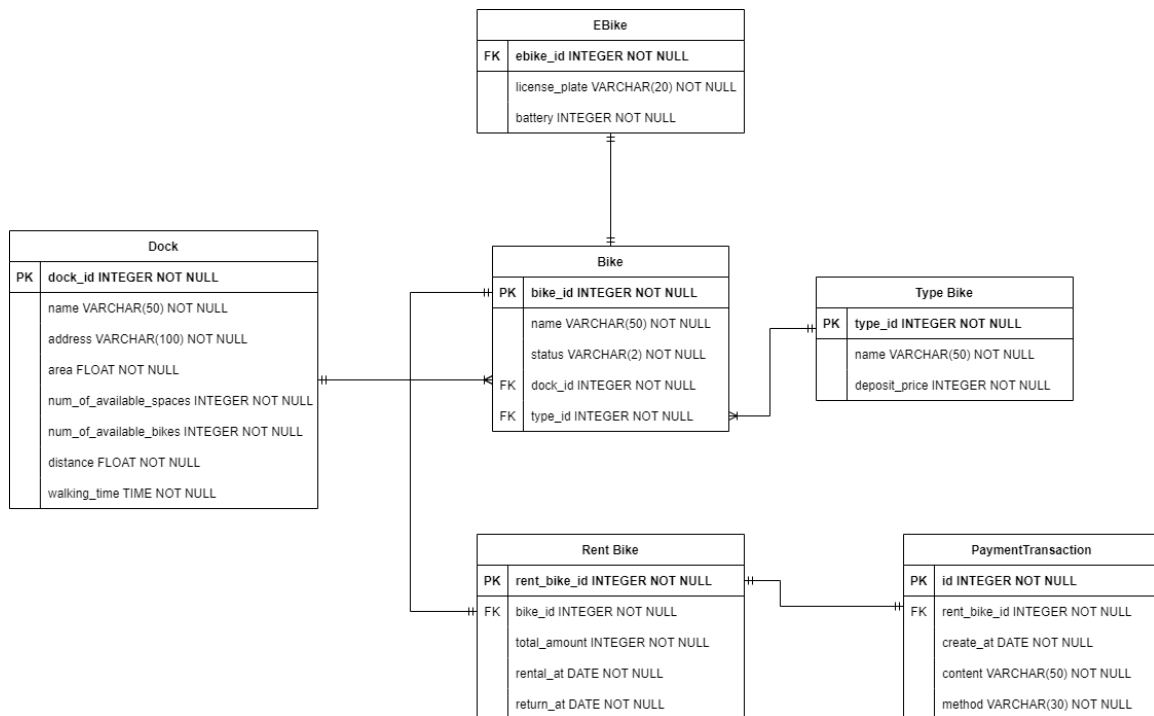 EBike
FK ebike_id INTEGER NOT NULL
license_plate VARCHAR(20) NOT NULL
battery INTEGER NOT NULL
Dock
PK dock_id INTEGER NOT NULL
name VARCHAR(50) NOT NULL
address VARCHAR(100) NOT NULL
area FLOAT NOT NULL
num_of_available_spaces INTEGER NOT NULL
num_of_available_bikes INTEGER NOT NULL
distance FLOAT NOT NULL
walking_time TIME NOT NULL
Bike
PK bike_id INTEGER NOT NULL
name VARCHAR(50) NOT NULL
status VARCHAR(2) NOT NULL
FK dock_id INTEGER NOT NULL
FK type_id INTEGER NOT NULL
Type Bike
PK type_id INTEGER NOT NULL
name VARCHAR(50) NOT NULL
deposit_price INTEGER NOT NULL
Rent Bike
PK rent_bike_id INTEGER NOT NULL
FK bike_id INTEGER NOT NULL
total_amount INTEGER NOT NULL
rental_at DATE NOT NULL
return_at DATE NOT NULL
PaymentTransaction
PK id INTEGER NOT NULL
FK rent_bike_id INTEGER NOT NULL
create_at DATE NOT NULL
content VARCHAR(50) NOT NULL
method VARCHAR(30) NOT NULL